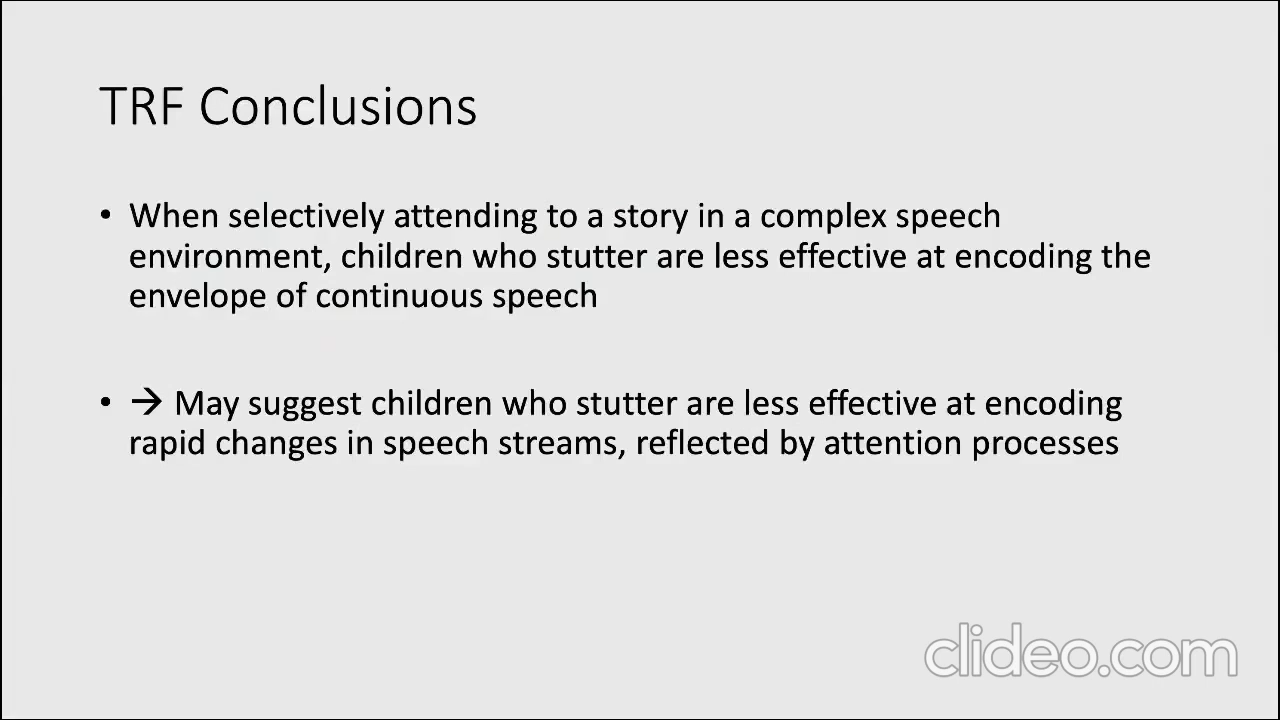 TRF Conclusions
• When selectively attending to a story in a complex speech
environment, children who stutter are less effective at encoding the
envelope of continuous speech
• → May suggest children who stutter are less effective at encoding
rapid changes in speech streams, reflected by attention processes
clideo.com